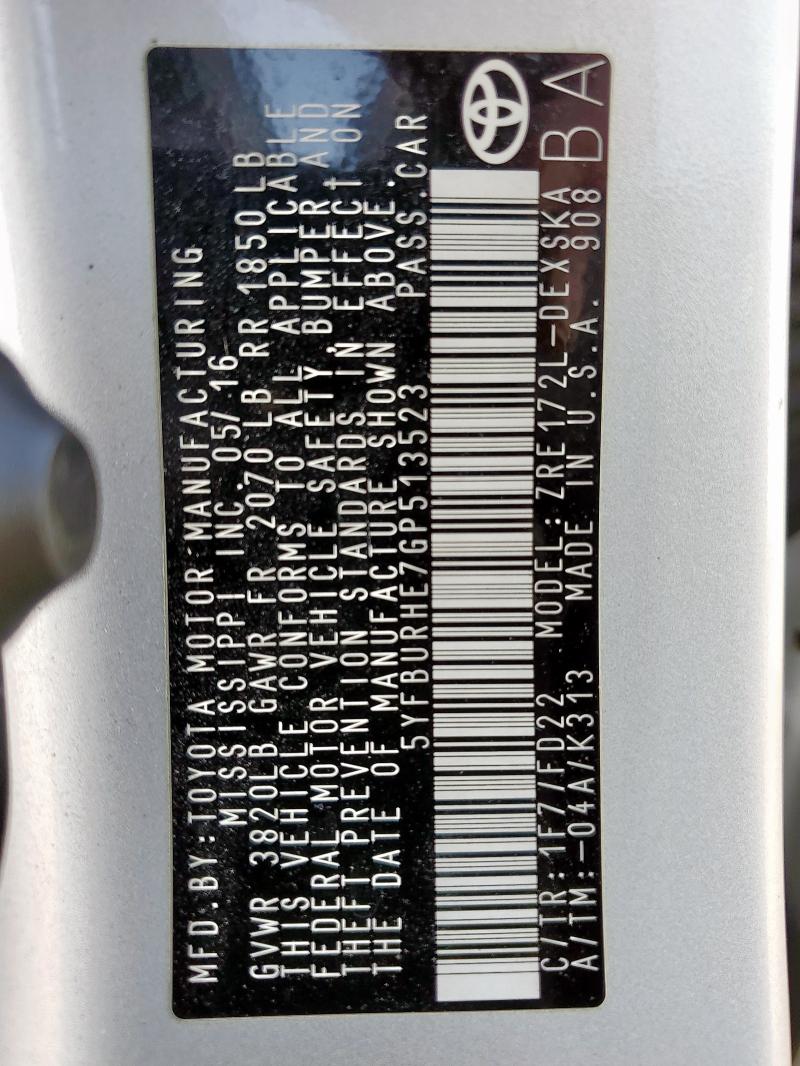 MFD.BY:TOYOTA MOTOR MANUFACTURING
MISSISSIPPI INC.05/16
GVWR 3820LB GAWR FR 2070LB RR 1850LB
THIS VEHICLE CONFORMS TO ALL APPLICABLE
FEDERAL MOTOR VEHICLE SAFETY, BUMPER AND
THEFT PREVENTION STANDARDS IN EFFECT ON
THE DATE OF MANUFACTURE SHOWN ABOVE.
5YFBURHE7GP513523 PASS.CAR
C/TR:1F7/FD22 MODEL:ZRE172L-DEXSKA
A/TM:-04A/K313 MADE IN U.S.A. 908
BA